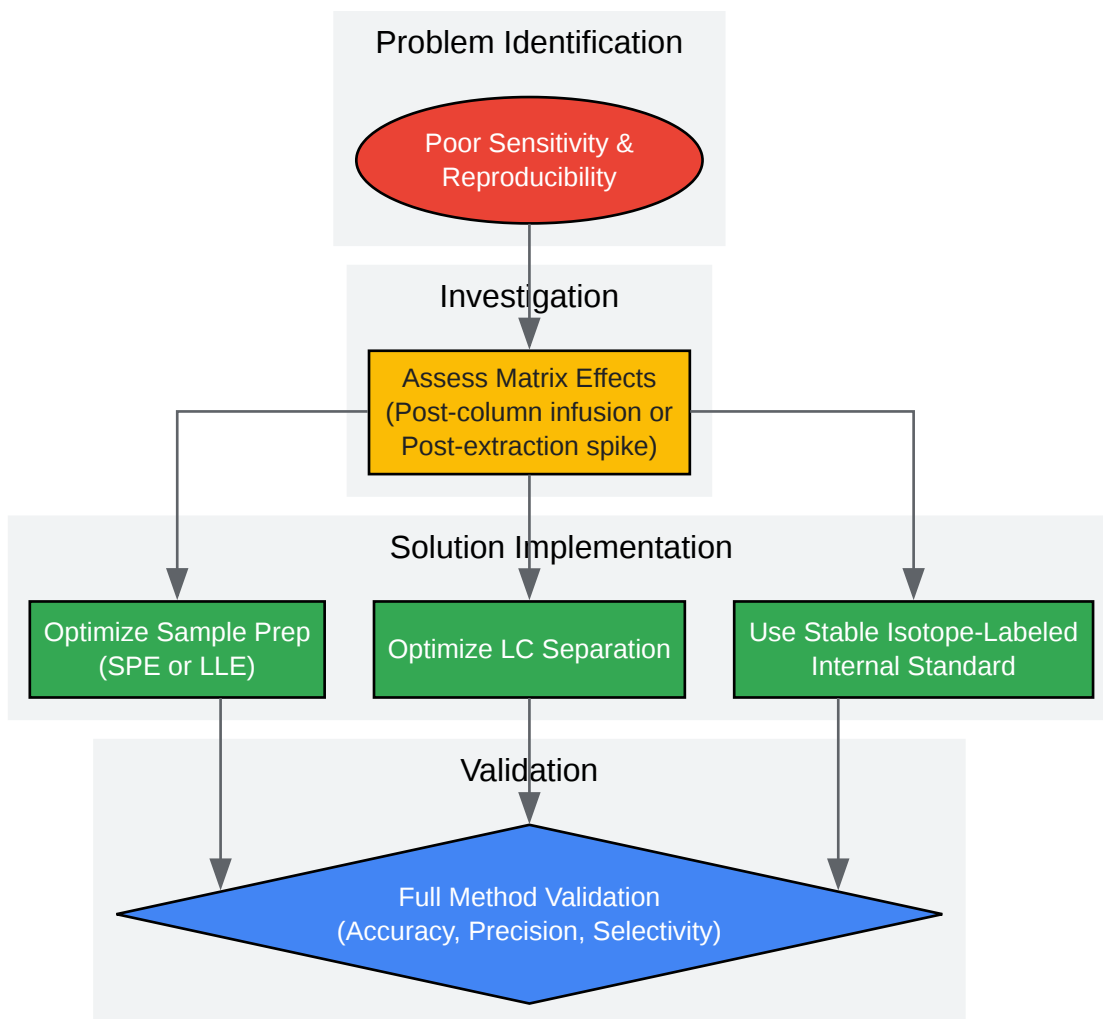 Problem Identification
Poor Sensitivity &
Reproducibility
Investigation
Assess Matrix Effects
(Post-column infusion or
Post-extraction spike)
Solution Implementation
Optimize Sample Prep
(SPE or LLE)
Optimize LC Separation
Use Stable Isotope-Labeled
Internal Standard
Validation
Full Method Validation
(Accuracy, Precision, Selectivity)